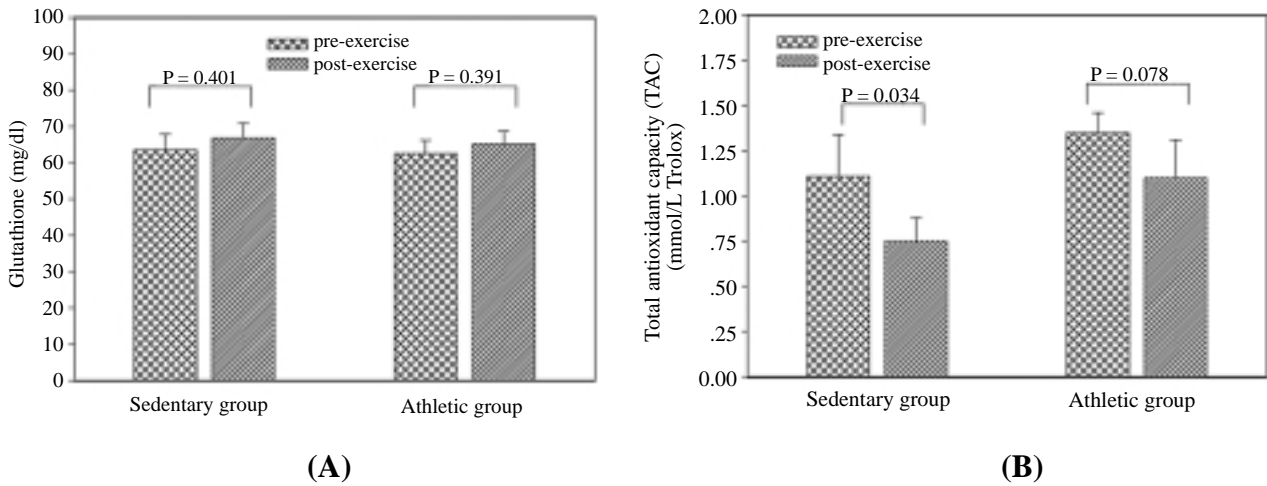 100
90
80
70
60
50
40
30
20
10
0
Glutathione (mg/dl)
pre-exercise
post-exercise
P = 0.401
P = 0.391
Sedentary group
Athletic group
(A)
2.00
1.75
1.50
1.25
1.00
.75
.50
.25
0.00
Total antioxidant capacity (TAC)
(mmol/L Trolox)
pre-exercise
post-exercise
P = 0.034
P = 0.078
Sedentary group
Athletic group
(B)